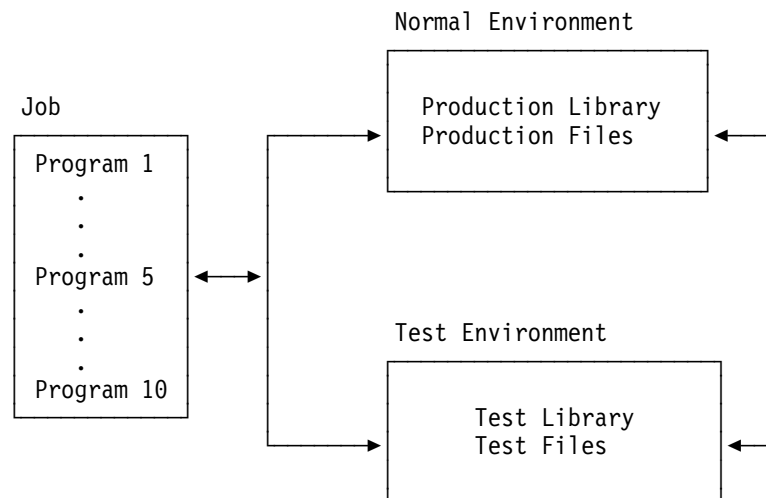 Normal Environment
Production Library
Production Files
Job
Program 1
.
.
.
Program 5
.
.
.
Program 10
Test Environment
Test Library
Test Files